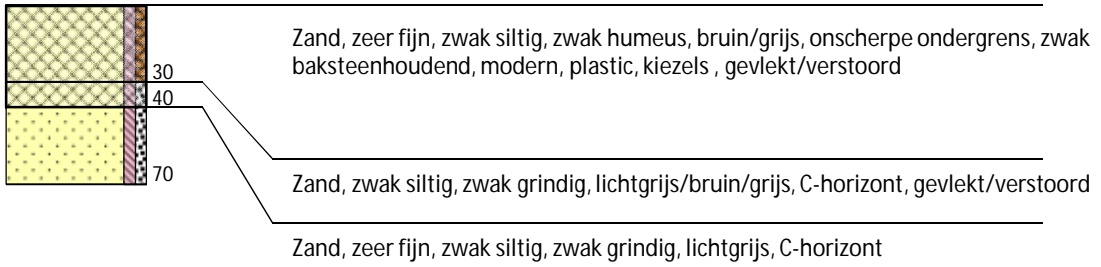 Zand, zeer fijn, zwak siltig, zwak humeus, bruin/grijs, onscherpe ondergrens, zwak
baksteenhoudend, modern, plastic, kiezels , gevlekt/verstoord
30
40
70
Zand, zwak siltig, zwak grindig, lichtgrijs/bruin/grijs, C-horizont, gevlekt/verstoord
Zand, zeer fijn, zwak siltig, zwak grindig, lichtgrijs, C-horizont